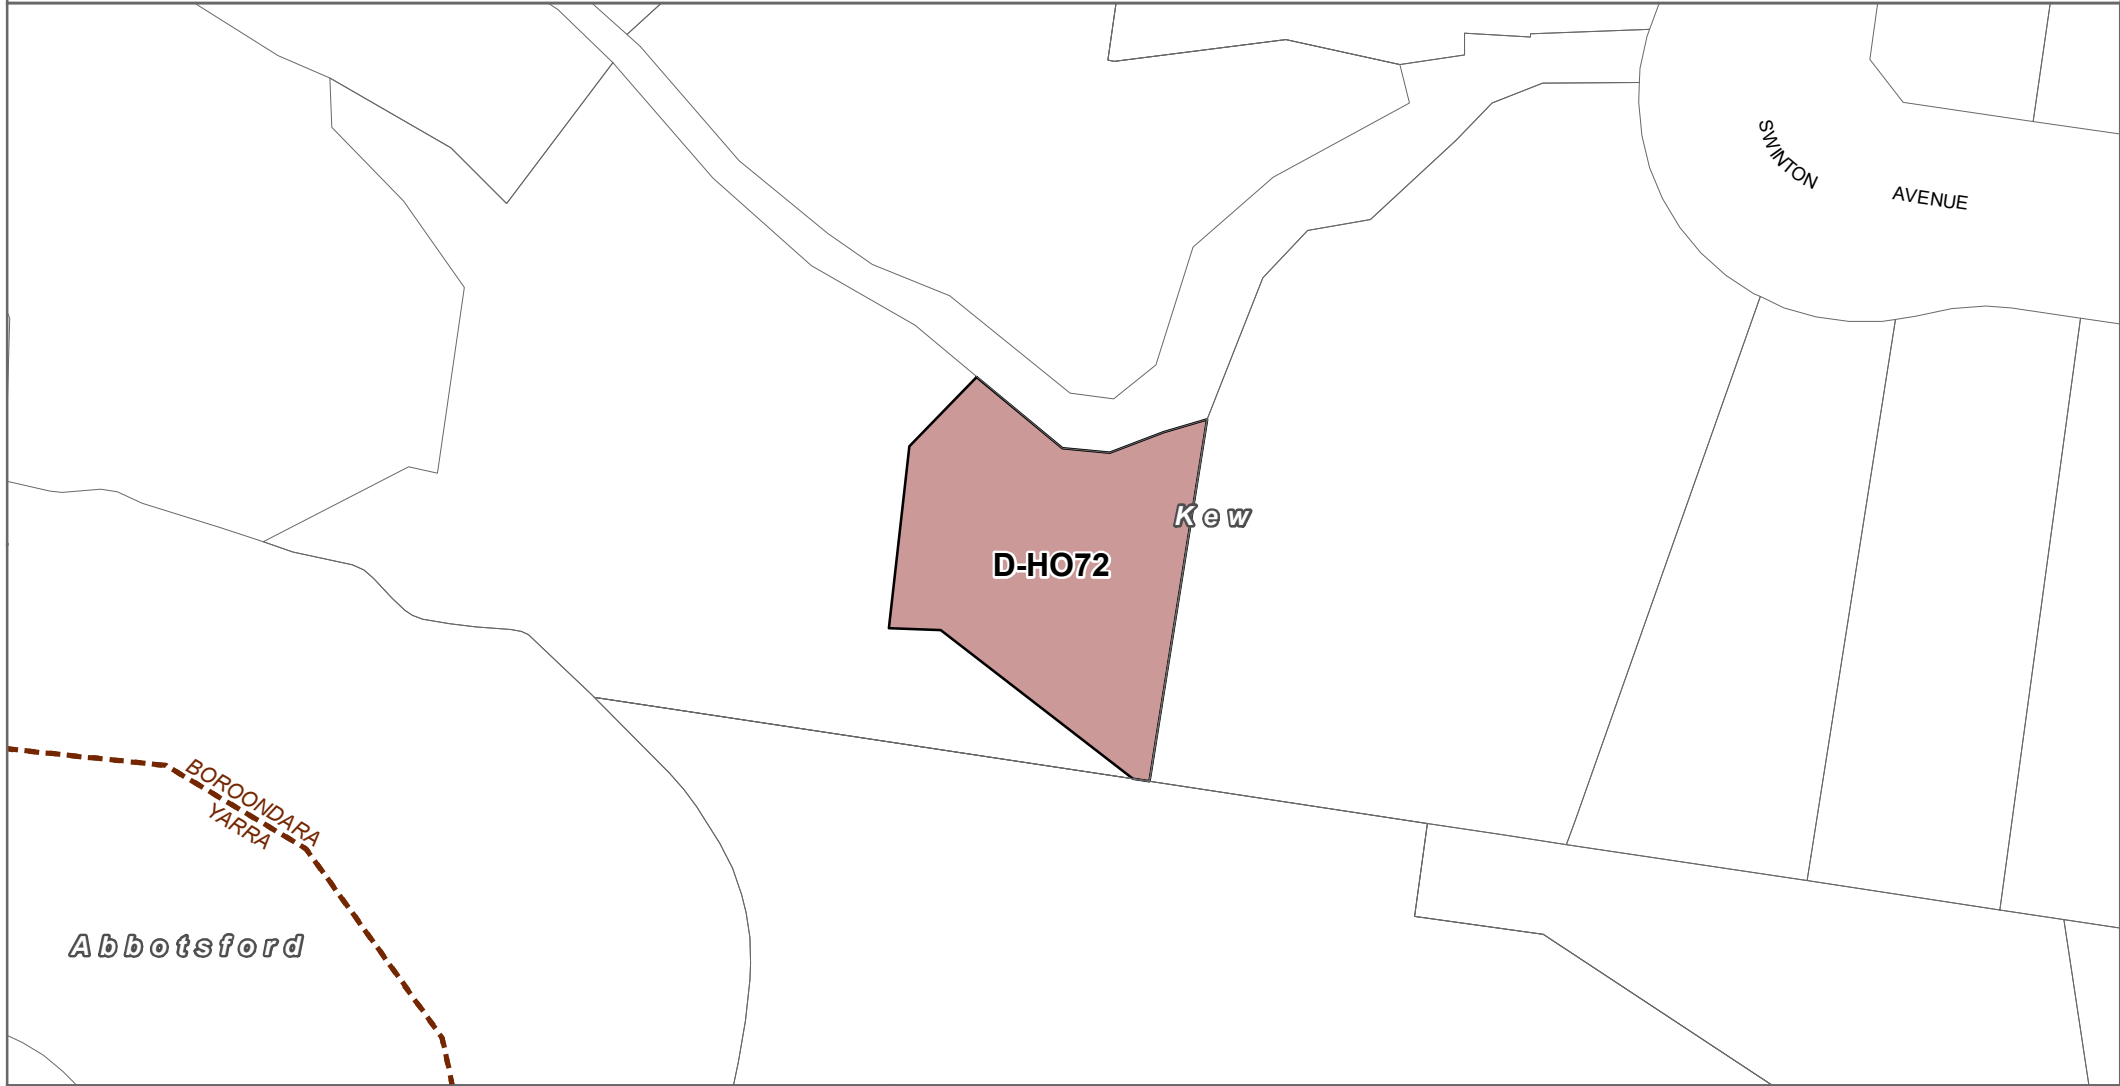 SWINTON
AVENUE
Kew
D-HO72
BOROONDARA
YARRA
Abbotsford